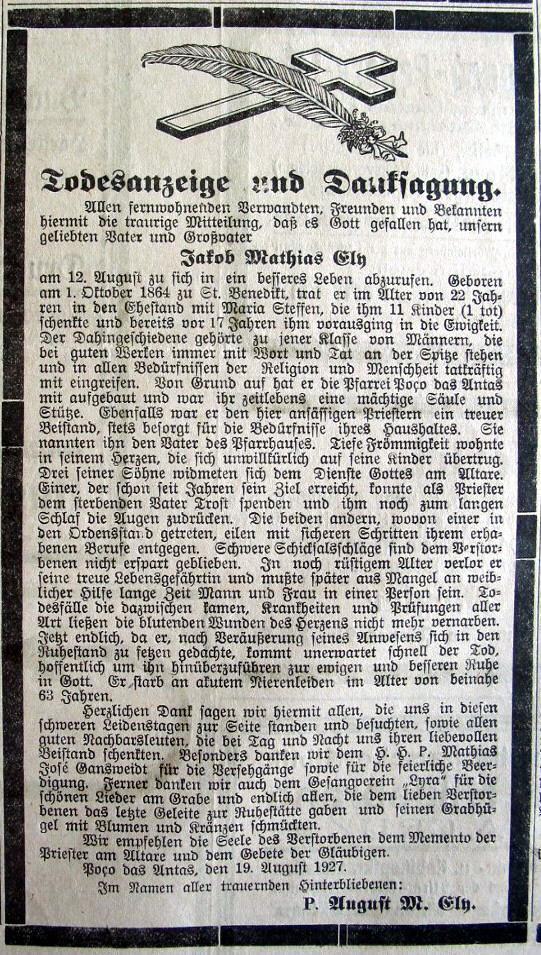 Todesanzeige und Danksagung.
Allen fernwohnenden Verwandten, Freunden und Bekannten
hiermit die traurige Mitteilung, daß es Gott gefallen hat, unsern
geliebten Vater und Großvater
Jakob Mathias Ely
am 12. August zu sich in ein besseres Leben abzurufen. Geboren
am 1. Oktober 1864 zu St. Benedikt, trat er im Alter von 22 Jah-
ren in den Ehestand mit Maria Steffen, die ihm 11 Kinder (1 tot)
schenkte und bereits vor 17 Jahren ihm vorausging in die Ewigkeit.
Der Dahingeschiedene gehörte zu jener Klasse von Männern, die
bei guten Werken immer mit Wort und Tat an der Spitze stehen
und in allen Bedürfnissen der Religion und Menschheit tatkräftig
mit eingreifen. Von Grund auf hat er die Pfarrei Poço das Antas
mit aufgebaut und war ihr zeitlebens eine mächtige Säule und
Stütze. Ebenfalls war er den hier ansässigen Priestern ein treuer
Beistand, stets besorgt für die Bedürfnisse ihres Haushaltes. Sie
nannten ihn den Vater des Pfarrhauses. Tiefe Frömmigkeit wohnte
in seinem Herzen, die sich unwillkürlich auf seine Kinder übertrug.
Drei seiner Söhne widmeten sich dem Dienste Gottes am Altare.
Einer, der schon seit Jahren sein Ziel erreicht, konnte als Priester
dem sterbenden Vater Trost spenden und ihm noch zum langen
Schlaf die Augen zudrücken. Die beiden andern, wovon einer in
den Ordensstand getreten, eilen mit sicheren Schritten ihrem erha-
benen Berufe entgegen. Schwere Schicksalschläge sind dem Verstor-
benen nicht erspart geblieben. In noch rüstigem Alter verlor er
seine treue Lebensgefährtin und mußte später aus Mangel an weib-
licher Hilfe lange Zeit Mann und Frau in einer Person sein. To-
desfälle die dazwischen kamen, Krankheiten und Prüfungen aller
Art ließen die blutenden Wunden des Herzens nicht mehr vernarben.
Jetzt endlich, da er, nach Veräußerung seines Anwesens sich in den
Ruhestand zu setzen gedachte, kommt unerwartet schnell der Tod,
hoffentlich um ihn hinüberzuführen zur ewigen und besseren Ruhe
in Gott. Er starb an akutem Nierenleiden im Alter von beinahe
63 Jahren.
Herzlichen Dank sagen wir hiermit allen, die uns in diesen
schweren Leidenstagen zur Seite standen und besuchten, sowie allen
guten Nachbarsleuten, die bei Tag und Nacht uns ihren liebevollen
Beistand schenkten. Besonders danken wir dem H. H. P. Mathias
José Gansweidt für die Versehgänge sowie für die feierliche Beer-
digung. Ferner danken wir auch dem Gesangverein „Lyra“ für die
schönen Lieder am Grabe und endlich allen, die dem lieben Verstor-
benen das letzte Geleite zur Ruhestätte gaben und seinen Grabhü-
gel mit Blumen und Kränzen schmückten.
Wir empfehlen die Seele des Verstorbenen dem Memento der
Priester am Altare und dem Gebete der Gläubigen.
Poço das Antas, den 19. August 1927.
Im Namen aller trauernden Hinterbliebenen:
P. August M. Ely.